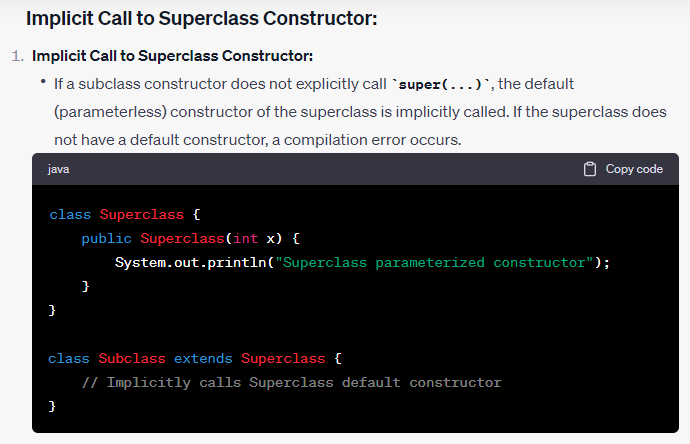 Implicit Call to Superclass Constructor:
1. Implicit Call to Superclass Constructor:
• If a subclass constructor does not explicitly call `super(...)`, the default
(parameterless) constructor of the superclass is implicitly called. If the superclass does
not have a default constructor, a compilation error occurs.
java Copy code
class Superclass {
    public Superclass(int x) {
        System.out.println("Superclass parameterized constructor");
    }
}
class Subclass extends Superclass {
    // Implicitly calls Superclass default constructor
}